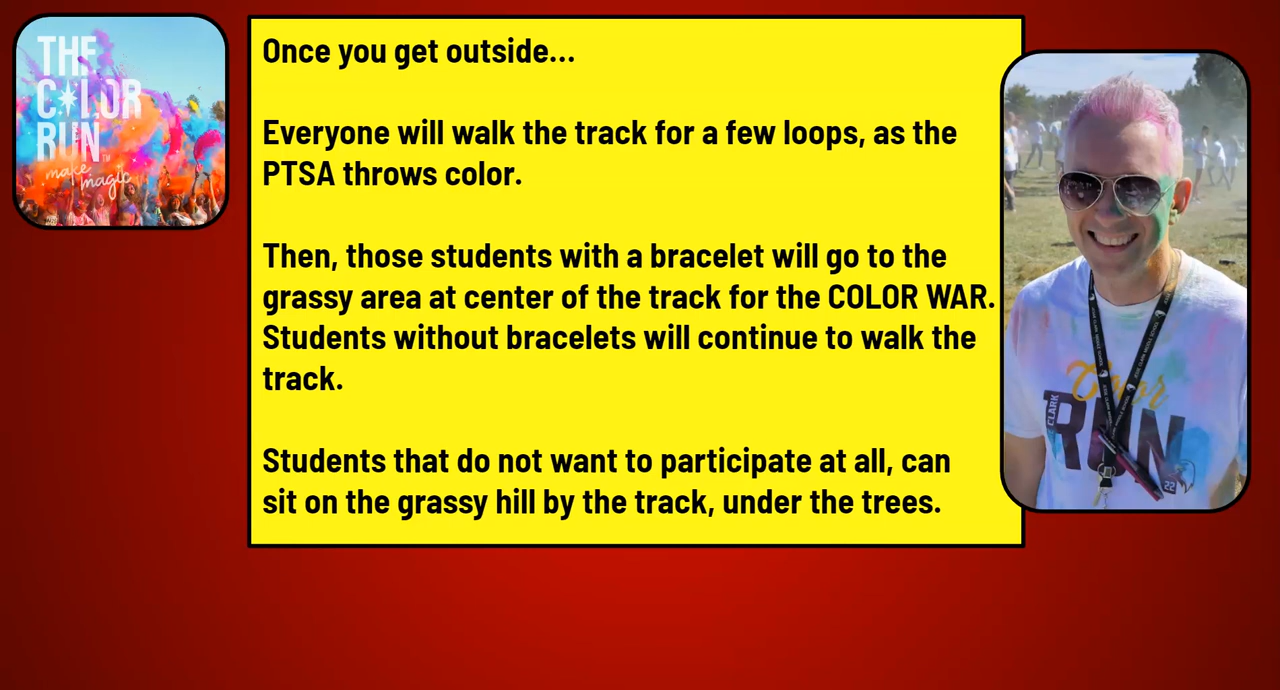 THE
COLOR
RUN
TM
make
magic
Once you get outside...
Everyone will walk the track for a few loops, as the
PTSA throws color.
Then, those students with a bracelet will go to the
grassy area at center of the track for the COLOR WAR.
Students without bracelets will continue to walk the
track.
Students that do not want to participate at all, can
sit on the grassy hill by the track, under the trees.
Color
CLARK
RUN
22